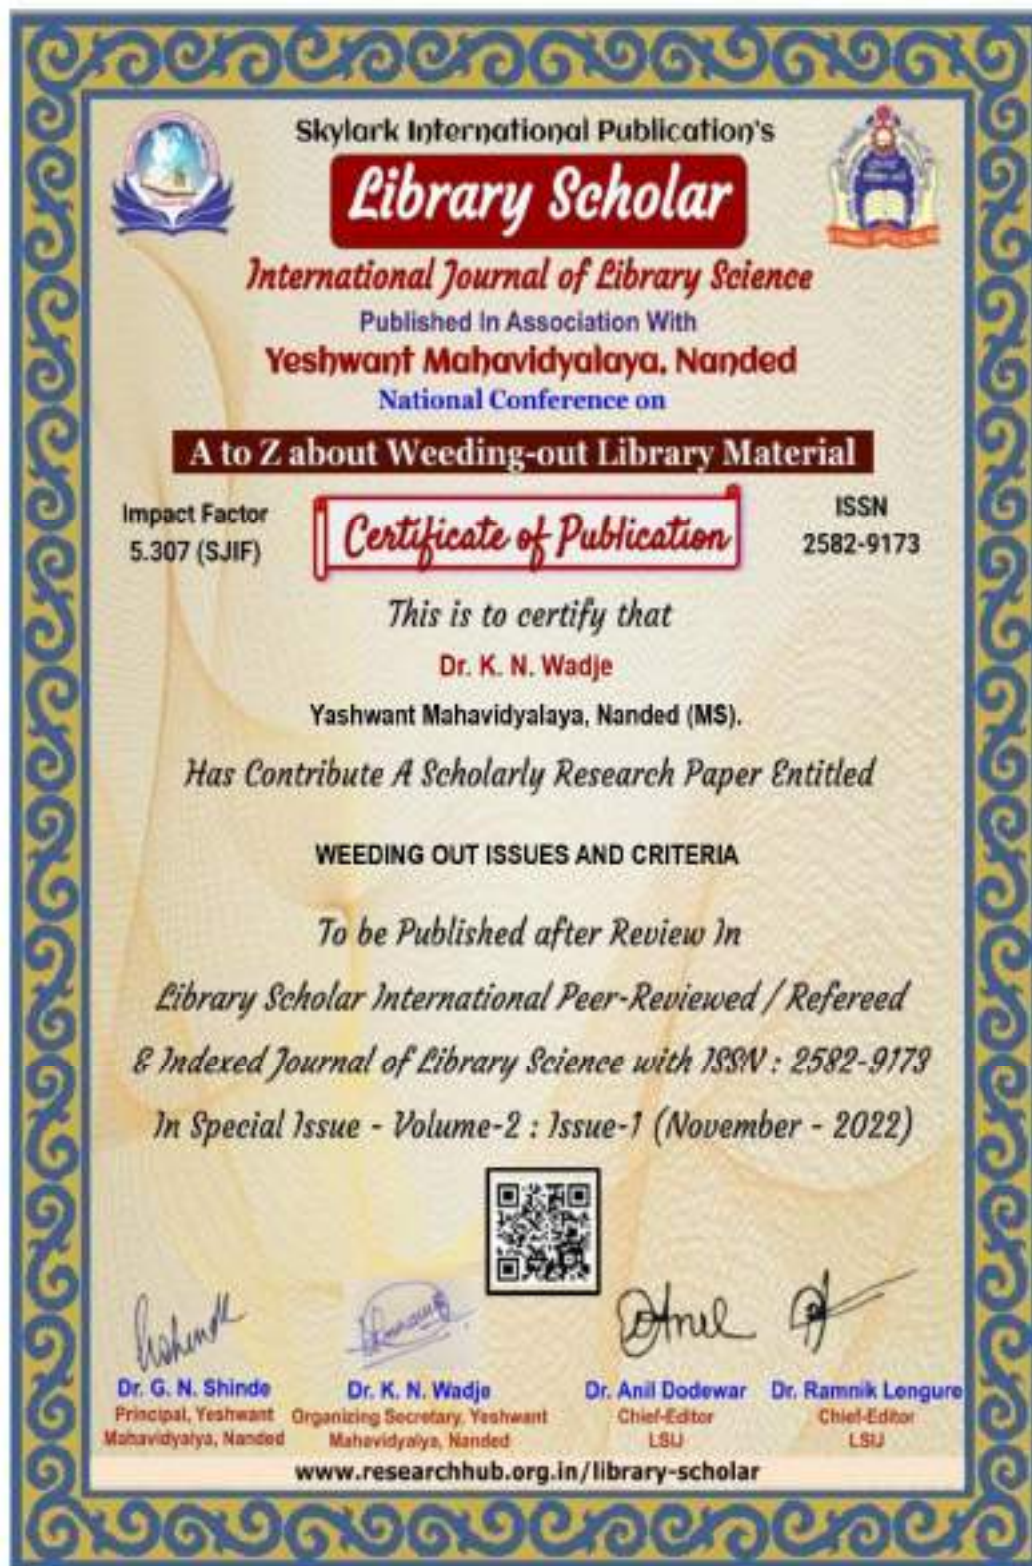 Skylark International Publication's
Library Scholar
International Journal of Library Science
Published In Association With
Yeshwant Mahavidyalaya, Nanded
National Conference on
A to Z about Weeding-out Library Material
Impact Factor
5.307 (SJIF)
Certificate of Publication
ISSN
2582-9173
This is to certify that
Dr. K. N. Wadje
Yashwant Mahavidyalaya, Nanded (MS).
Has Contribute A Scholarly Research Paper Entitled
WEEDING OUT ISSUES AND CRITERIA
To be Published after Review In
Library Scholar International Peer-Reviewed / Refereed
& Indexed Journal of Library Science with ISSN : 2582-9173
In Special Issue - Volume-2 : Issue-1 (November - 2022)
Dr. G. N. Shinde
Principal, Yeshwant
Mahavidyalya, Nanded
Dr. K. N. Wadje
Organizing Secretary, Yeshwant
Mahavidyalya, Nanded
Dr. Anil Dodewar
Chief-Editor
LSIJ
Dr. Ramnik Lengure
Chief-Editor
LSIJ
www.researchhub.org.in/library-scholar